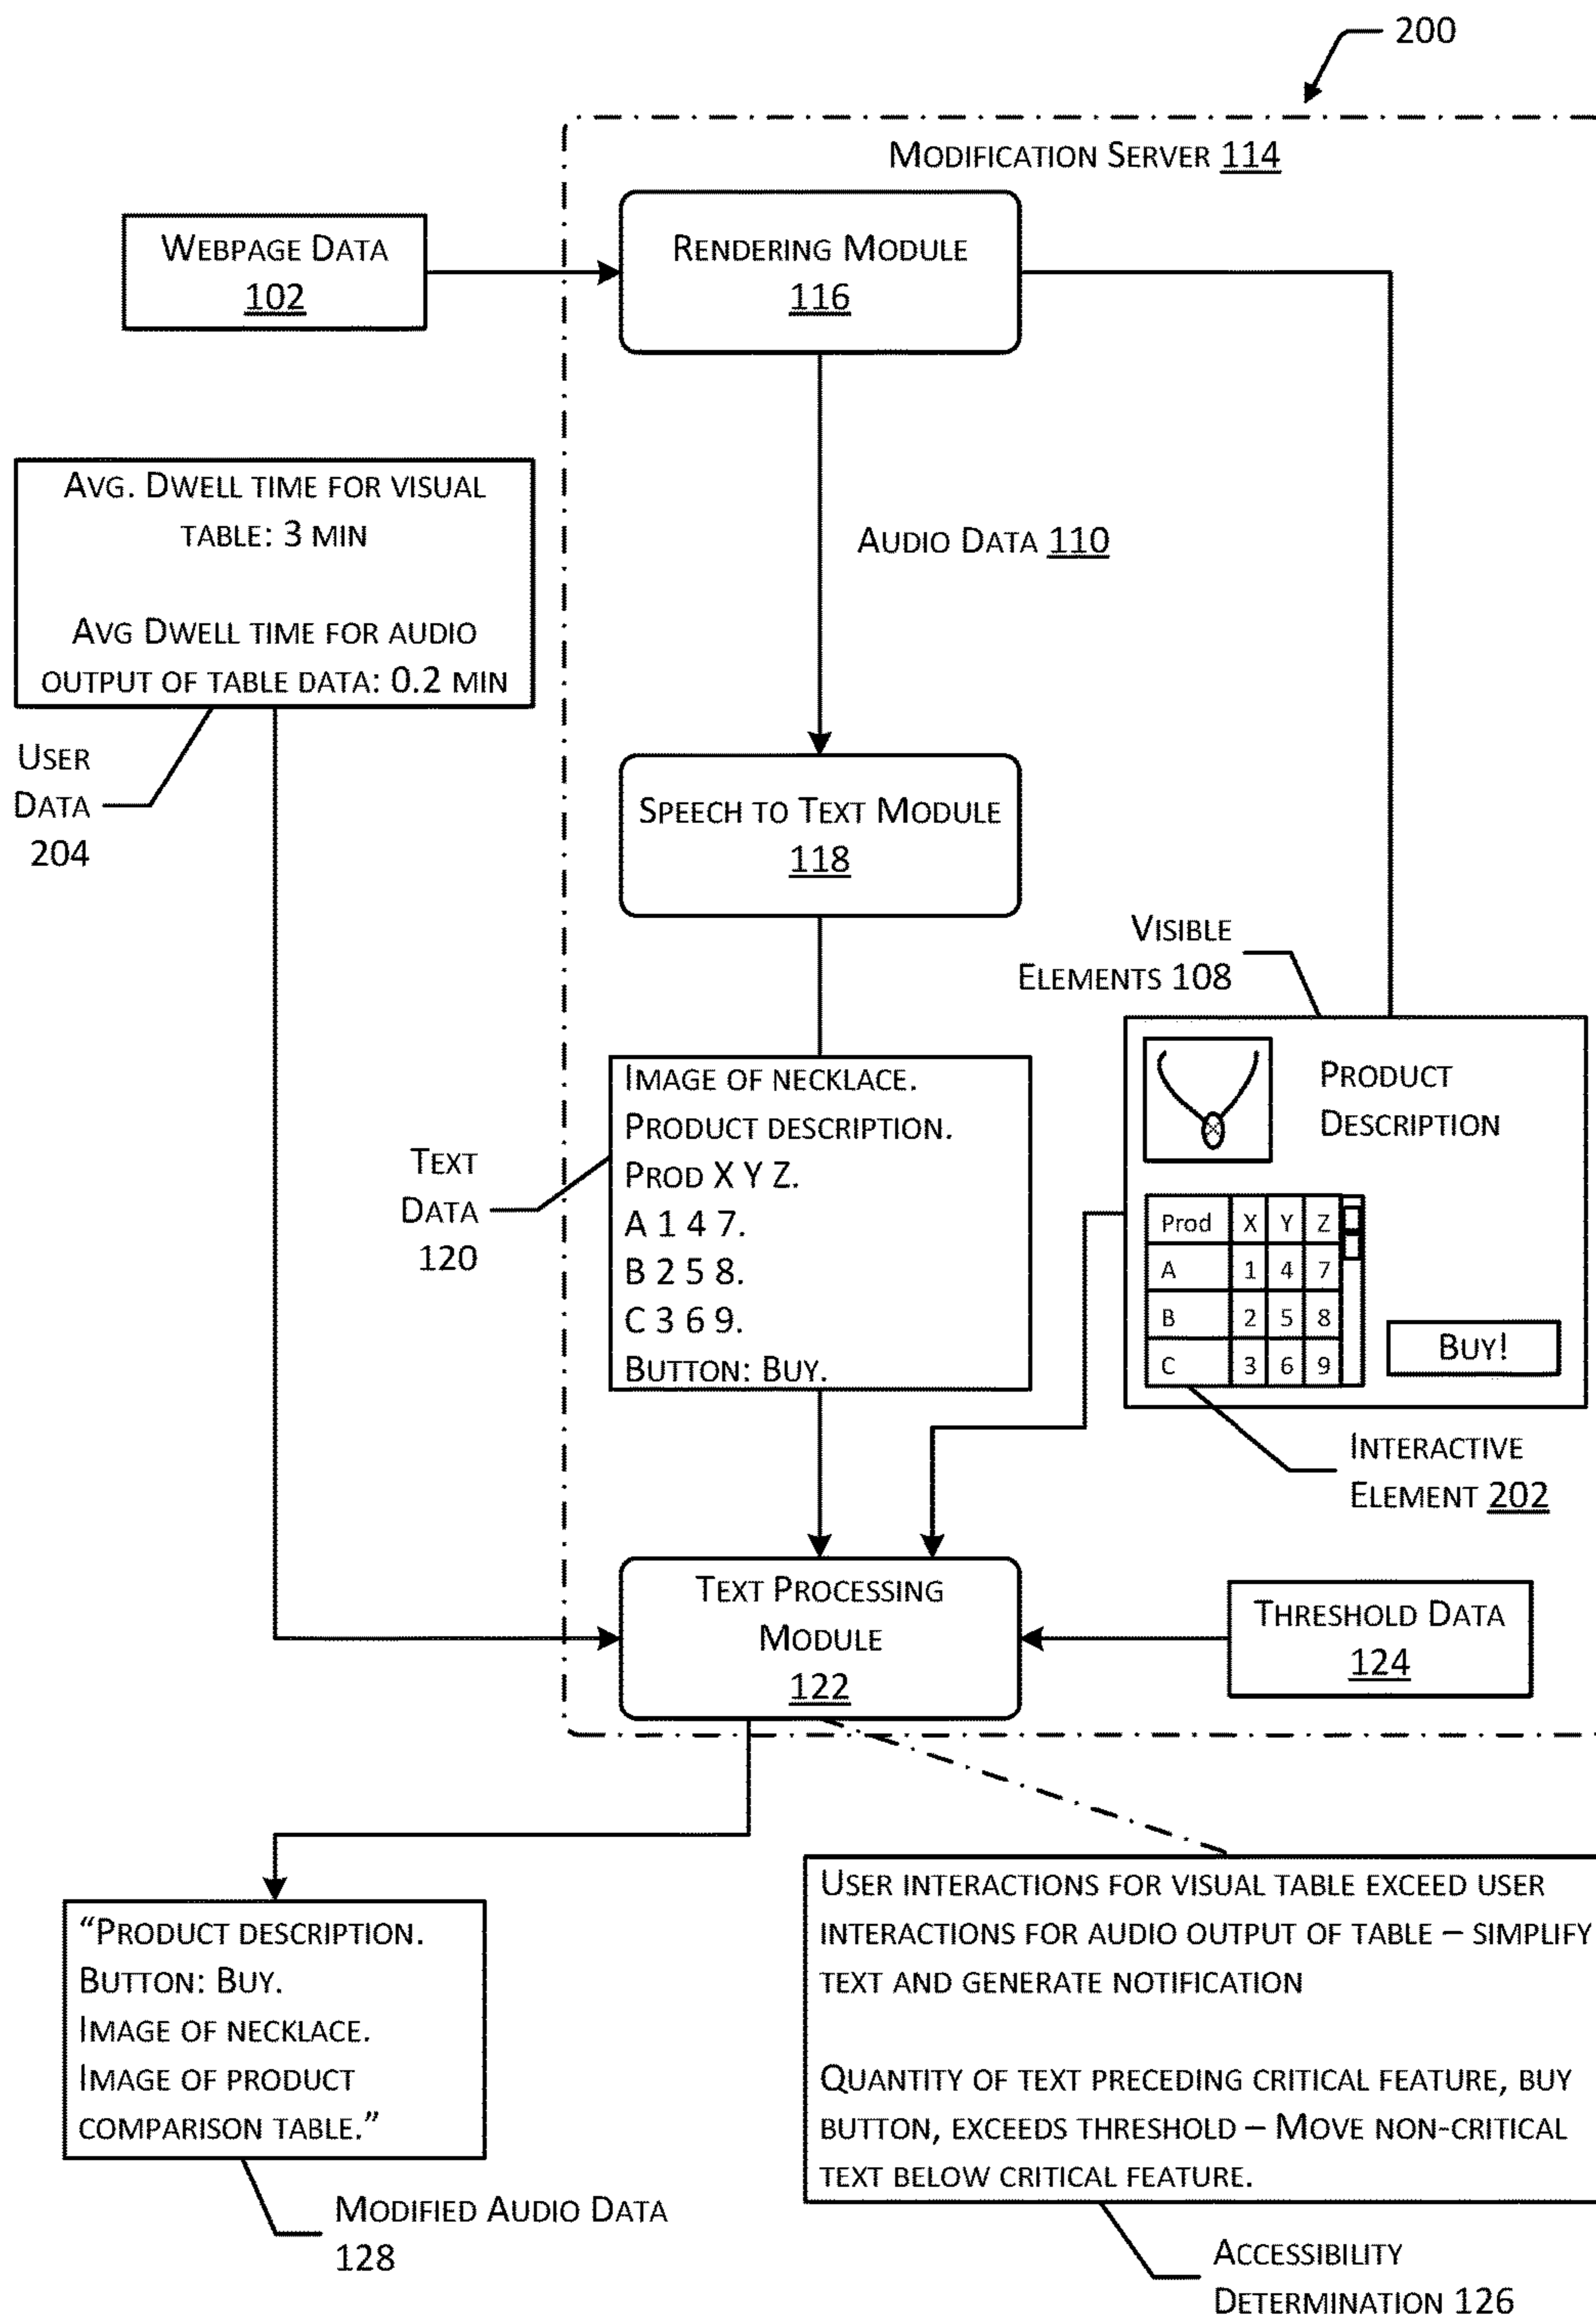 200
MODIFICATION SERVER 114
WEBPAGE DATA
102
RENDERING MODULE
116
AVG. DWELL TIME FOR VISUAL
TABLE: 3 MIN
AVG DWELL TIME FOR AUDIO
OUTPUT OF TABLE DATA: 0.2 MIN
USER
DATA
204
AUDIO DATA 110
SPEECH TO TEXT MODULE
118
VISIBLE
ELEMENTS 108
IMAGE OF NECKLACE.
PRODUCT DESCRIPTION.
PROD X Y Z.
A 1 4 7.
B 2 5 8.
C 3 6 9.
BUTTON: BUY.
TEXT
DATA
120
PRODUCT
DESCRIPTION
Prod X Y Z
A 1 4 7
B 2 5 8
C 3 6 9
BUY!
INTERACTIVE
ELEMENT 202
TEXT PROCESSING
MODULE
122
THRESHOLD DATA
124
“PRODUCT DESCRIPTION.
BUTTON: BUY.
IMAGE OF NECKLACE.
IMAGE OF PRODUCT
COMPARISON TABLE.”
MODIFIED AUDIO DATA
128
USER INTERACTIONS FOR VISUAL TABLE EXCEED USER
INTERACTIONS FOR AUDIO OUTPUT OF TABLE – SIMPLIFY
TEXT AND GENERATE NOTIFICATION
QUANTITY OF TEXT PRECEDING CRITICAL FEATURE, BUY
BUTTON, EXCEEDS THRESHOLD – MOVE NON-CRITICAL
TEXT BELOW CRITICAL FEATURE.
ACCESSIBILITY
DETERMINATION 126